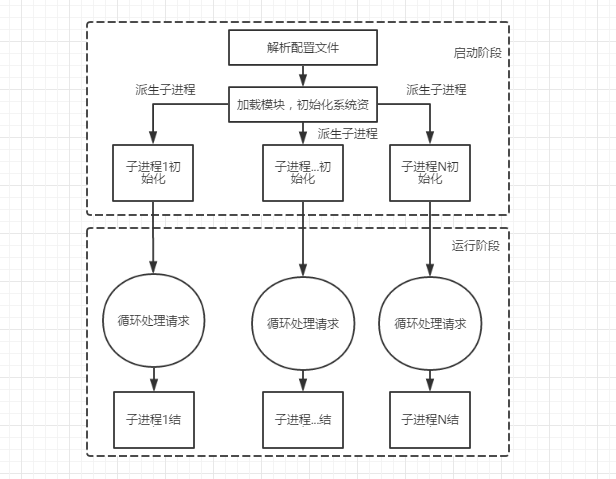 解析配置文件
启动阶段
派生子进程
派生子进程
加载模块，初始化系统资
派生子进程
子进程1初
始化
子进程...初
始化
子进程N初
始化
运行阶段
循环处理请求
循环处理请求
循环处理请求
子进程1结
子进程...结
子进程N结